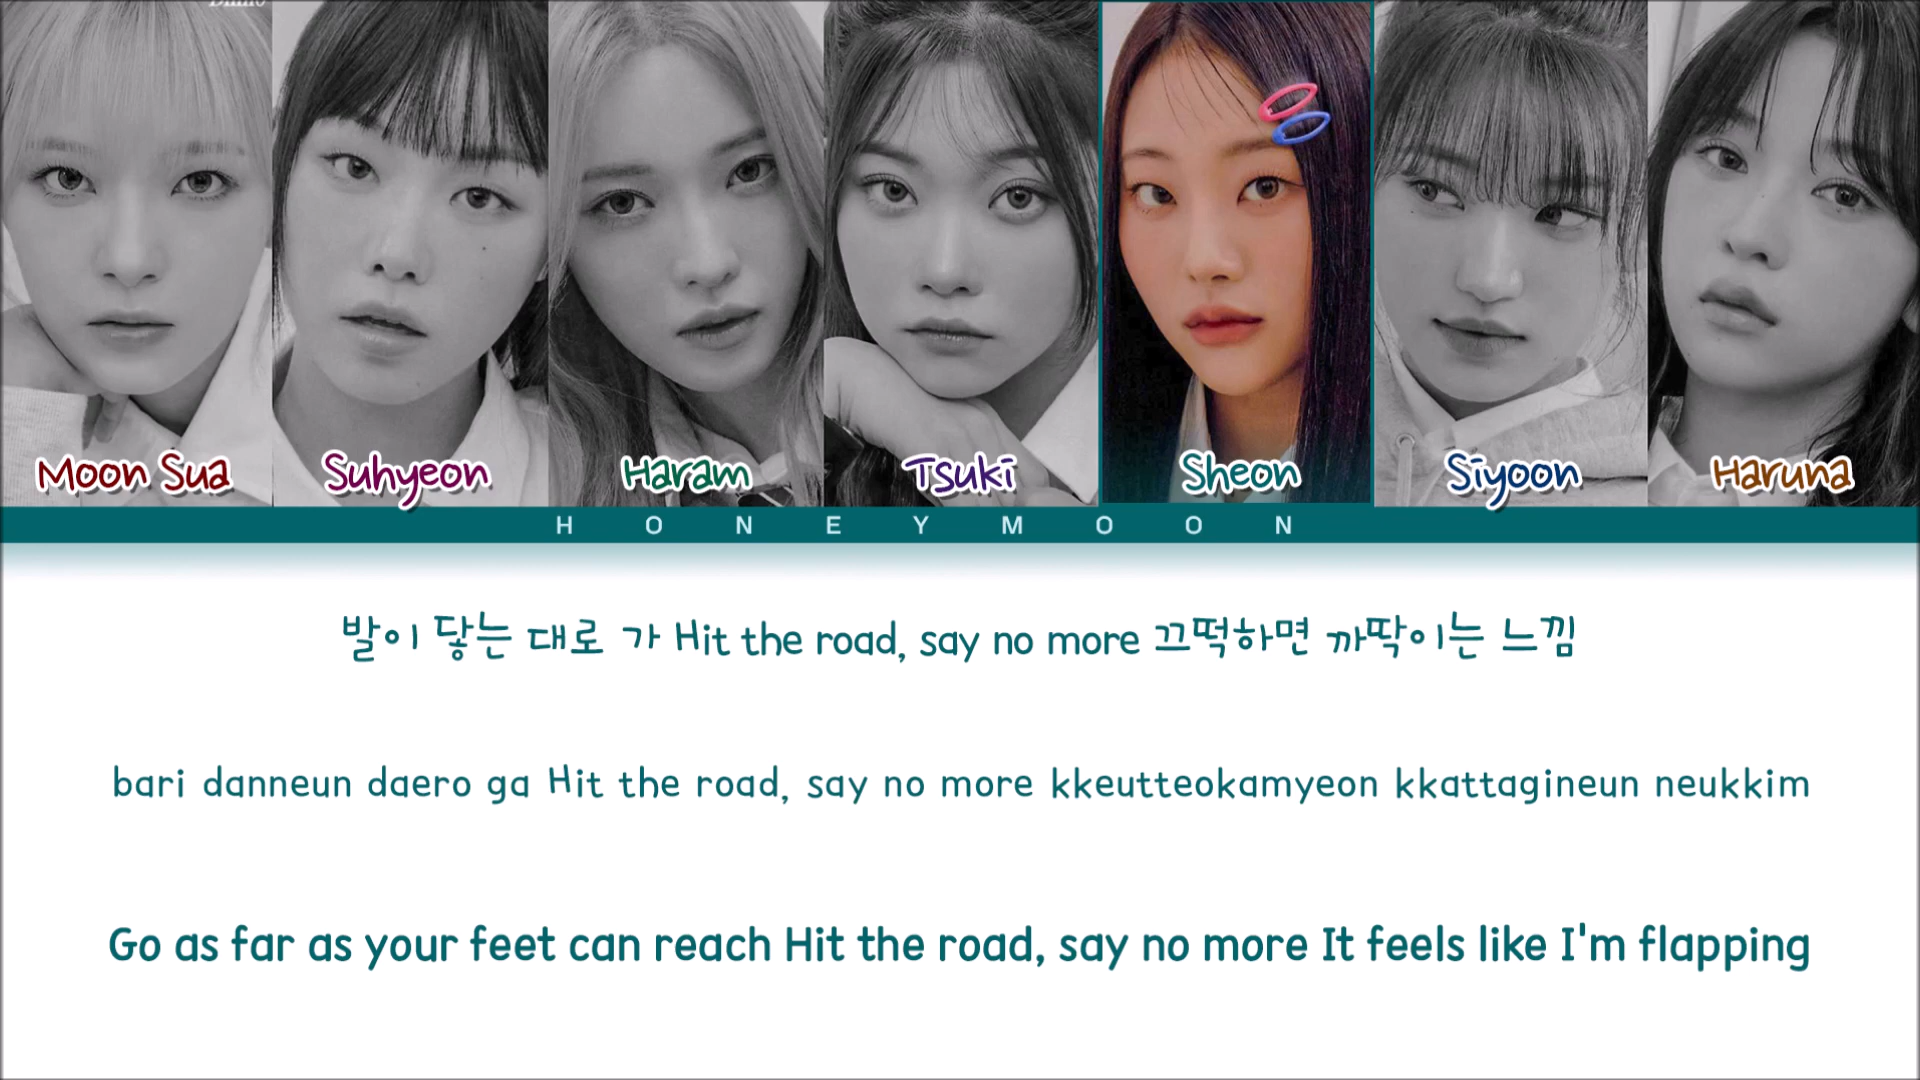 Moon Sua
Suhyeon
Haram
Tsuki
Sheon
Siyoon
Haruna
HONEYMOON
발이 닿는 대로 가 Hit the road, say no more 끄떡하면 까딱이는 느낌
bari danneun daero ga Hit the road, say no more kkeutteokamyeon kkattagineun neukkim
Go as far as your feet can reach Hit the road, say no more It feels like I'm flapping